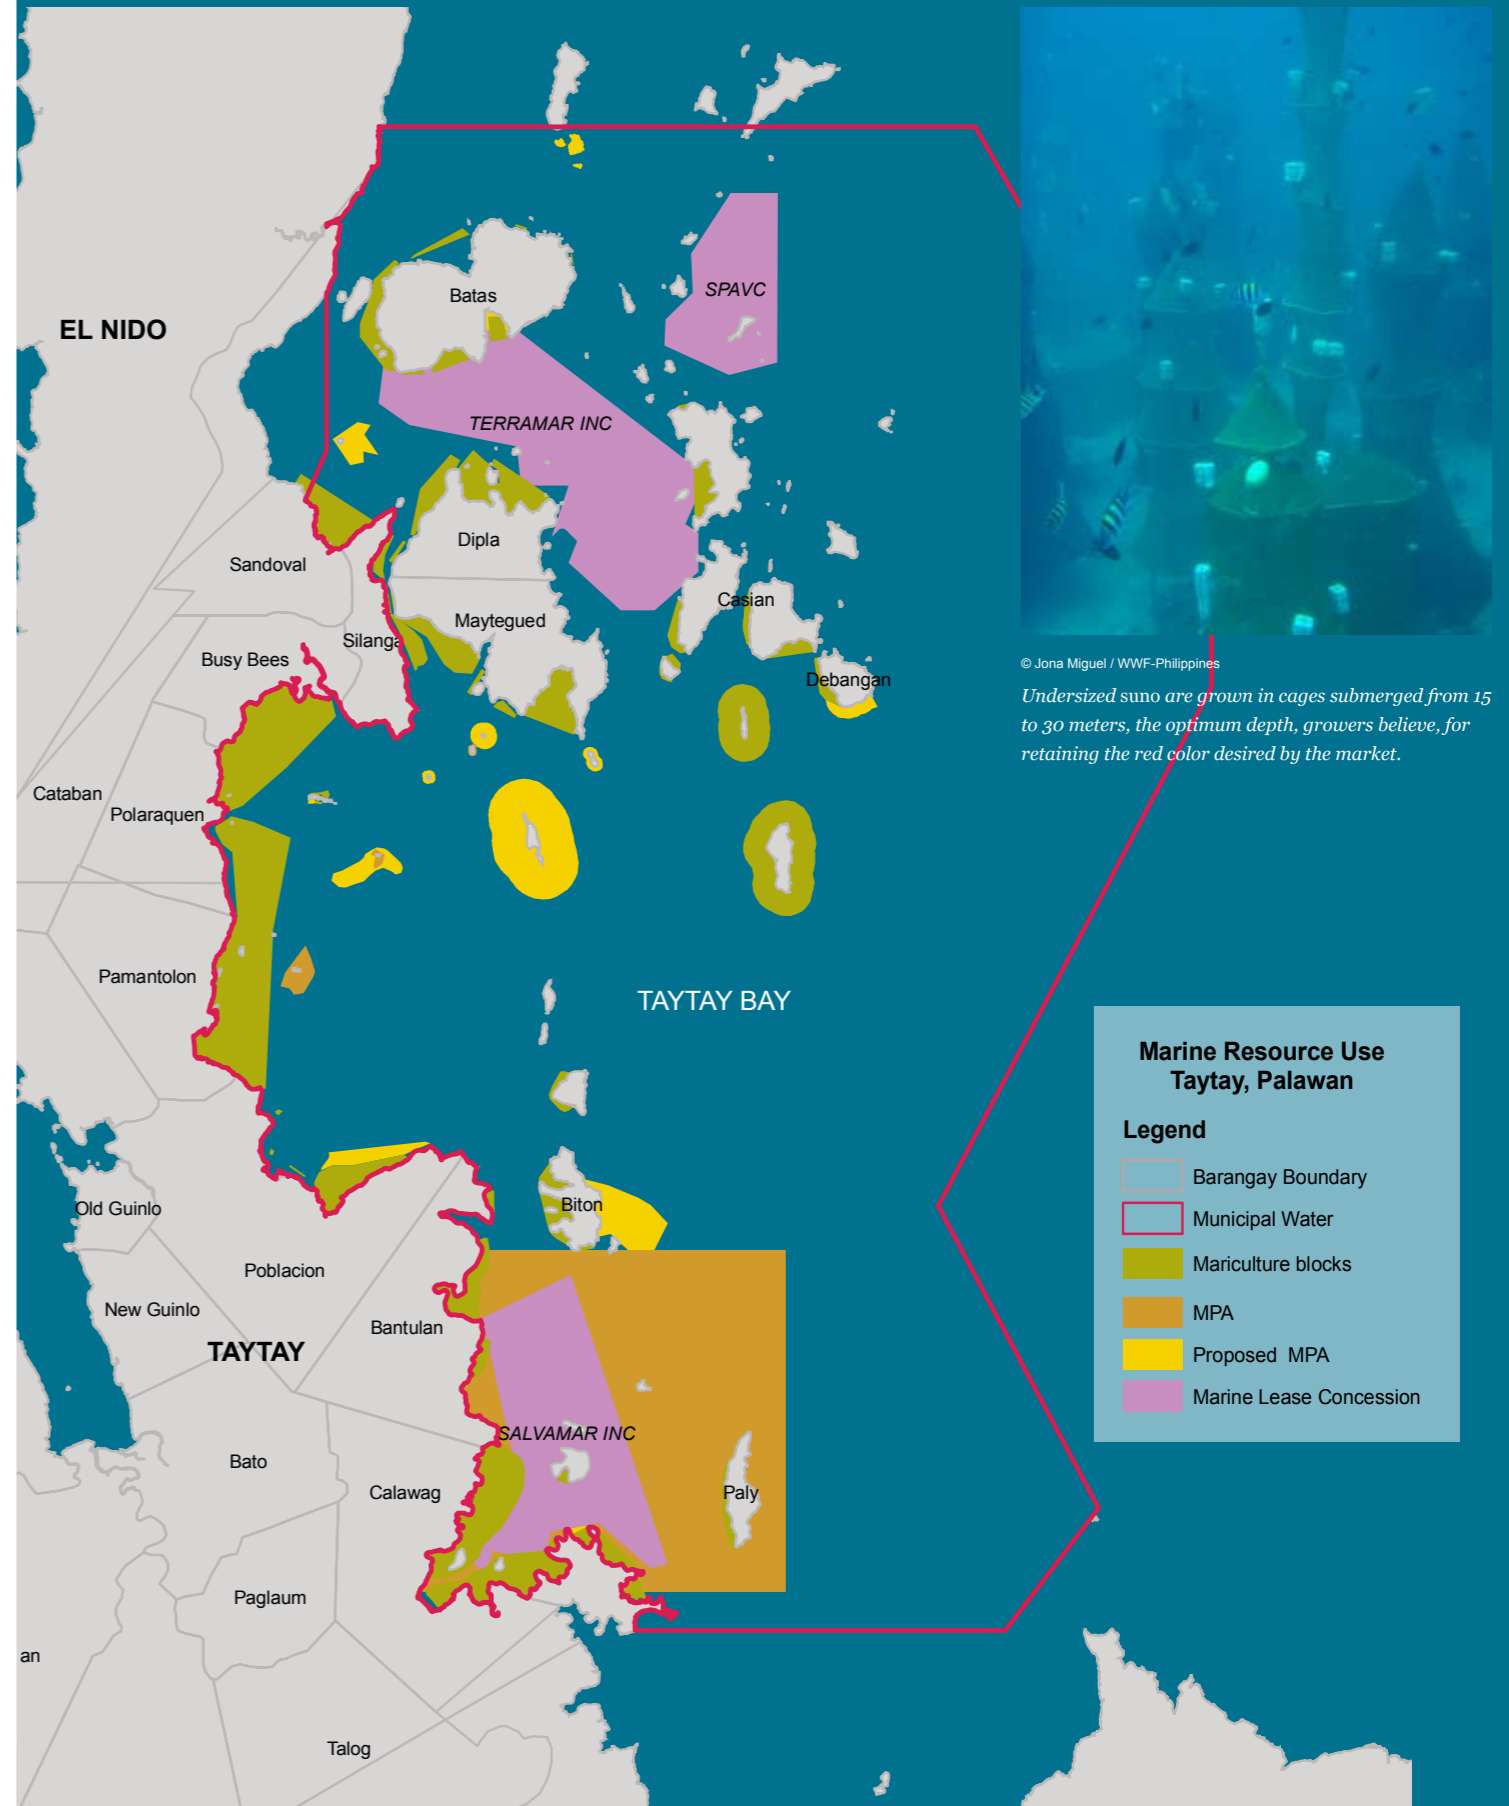 Batas
SPAVC
EL NIDO
TERRAMAR INC
Dipla
Sandoval
Casian
Maytegued
Silanga
Busy Bees
© Jona Miguel / WWF-Philippines
Debangan
Undersized suno are grown in cages submerged from 15
to 30 meters, the optimum depth, growers believe, for
retaining the red color desired by the market.
Cataban
Polaraquen
Pamantolon
TAYTAY BAY
Marine Resource Use
Taytay, Palawan
Legend
Barangay Boundary
Municipal Water
Mariculture blocks
MPA
Proposed MPA
Marine Lease Concession
Old Guinlo
Biton
Poblacion
New Guinlo
Bantulan
TAYTAY
SALVAMAR INC
Bato
Calawag
Paly
Paglaum
an
Talog